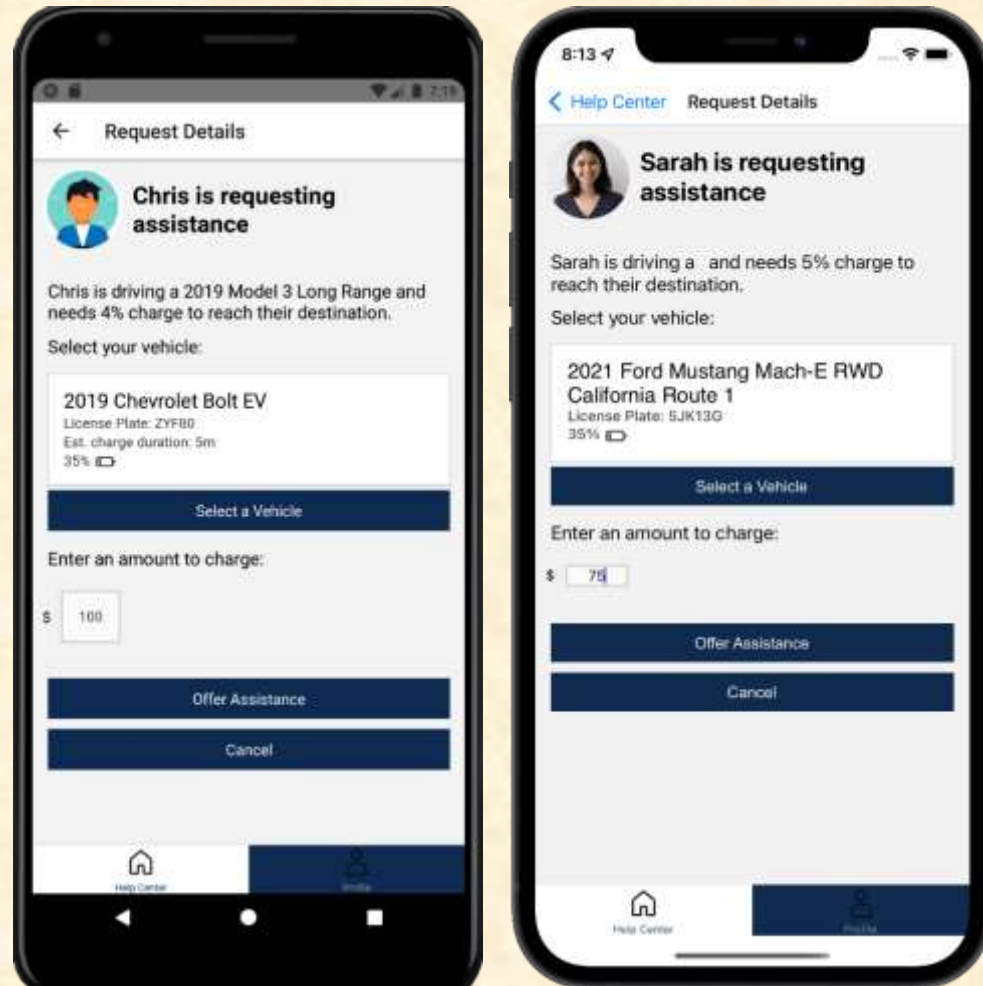 7:19
Request Details
Chris is requesting
assistance
Chris is driving a 2019 Model 3 Long Range and
needs 4% charge to reach their destination.
Select your vehicle:
2019 Chevrolet Bolt EV
License Plate: ZYF80
Est. charge duration: 5m
35%
Select a Vehicle
Enter an amount to charge:
$ 100
Offer Assistance
Cancel
Help Center
Profile
8:13
Help Center Request Details
Sarah is requesting
assistance
Sarah is driving a and needs 5% charge to
reach their destination.
Select your vehicle:
2021 Ford Mustang Mach-E RWD
California Route 1
License Plate: 5JK13G
35%
Select a Vehicle
Enter an amount to charge:
$ 75
Offer Assistance
Cancel
Help Center
Profile